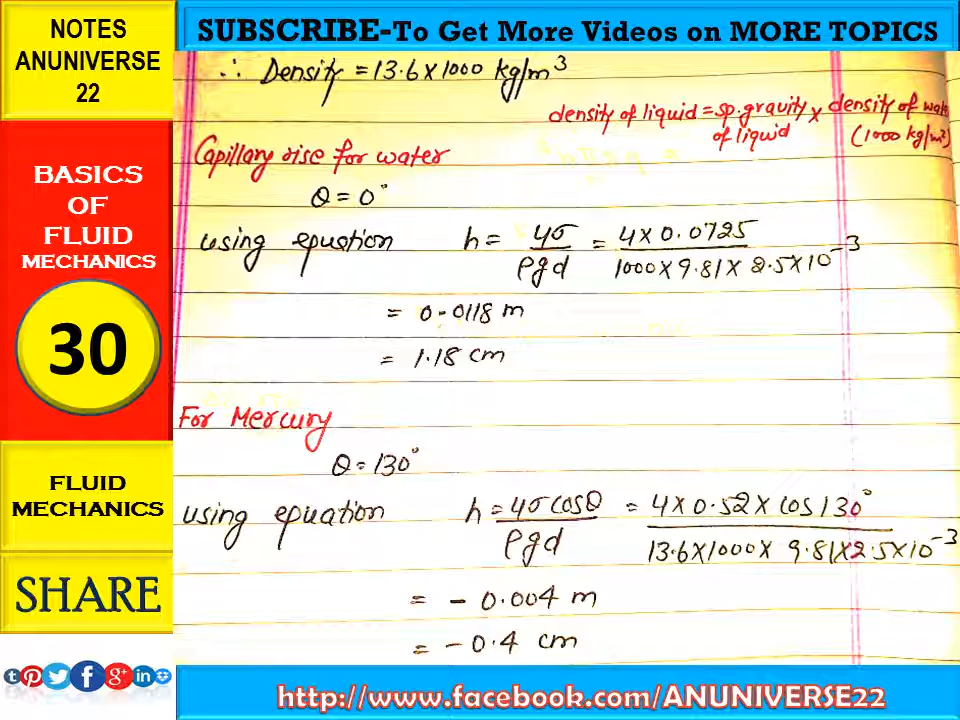 NOTES
ANUNIVERSE
22
SUBSCRIBE-To Get More Videos on MORE TOPICS
∴ Density = 13.6 x 1000 kg/m³
density of liquid = sp.gravity of liquid x density of water (1000 kg/m³)
BASICS
OF
FLUID
MECHANICS
30
FLUID
MECHANICS
SHARE
Capillary rise for water
θ = 0°
using equation h = 4σ/ρgd = 4 x 0.0725 / 1000 x 9.81 x 2.5 x 10⁻³
= 0.0118 m
= 1.18 cm
For Mercury
θ = 130°
using equation h = 4σ cosθ/ρgd = 4 x 0.52 x cos 130° / 13.6 x 1000 x 9.81 x 2.5 x 10⁻³
= - 0.004 m
= - 0.4 cm
http://www.facebook.com/ANUNIVERSE22